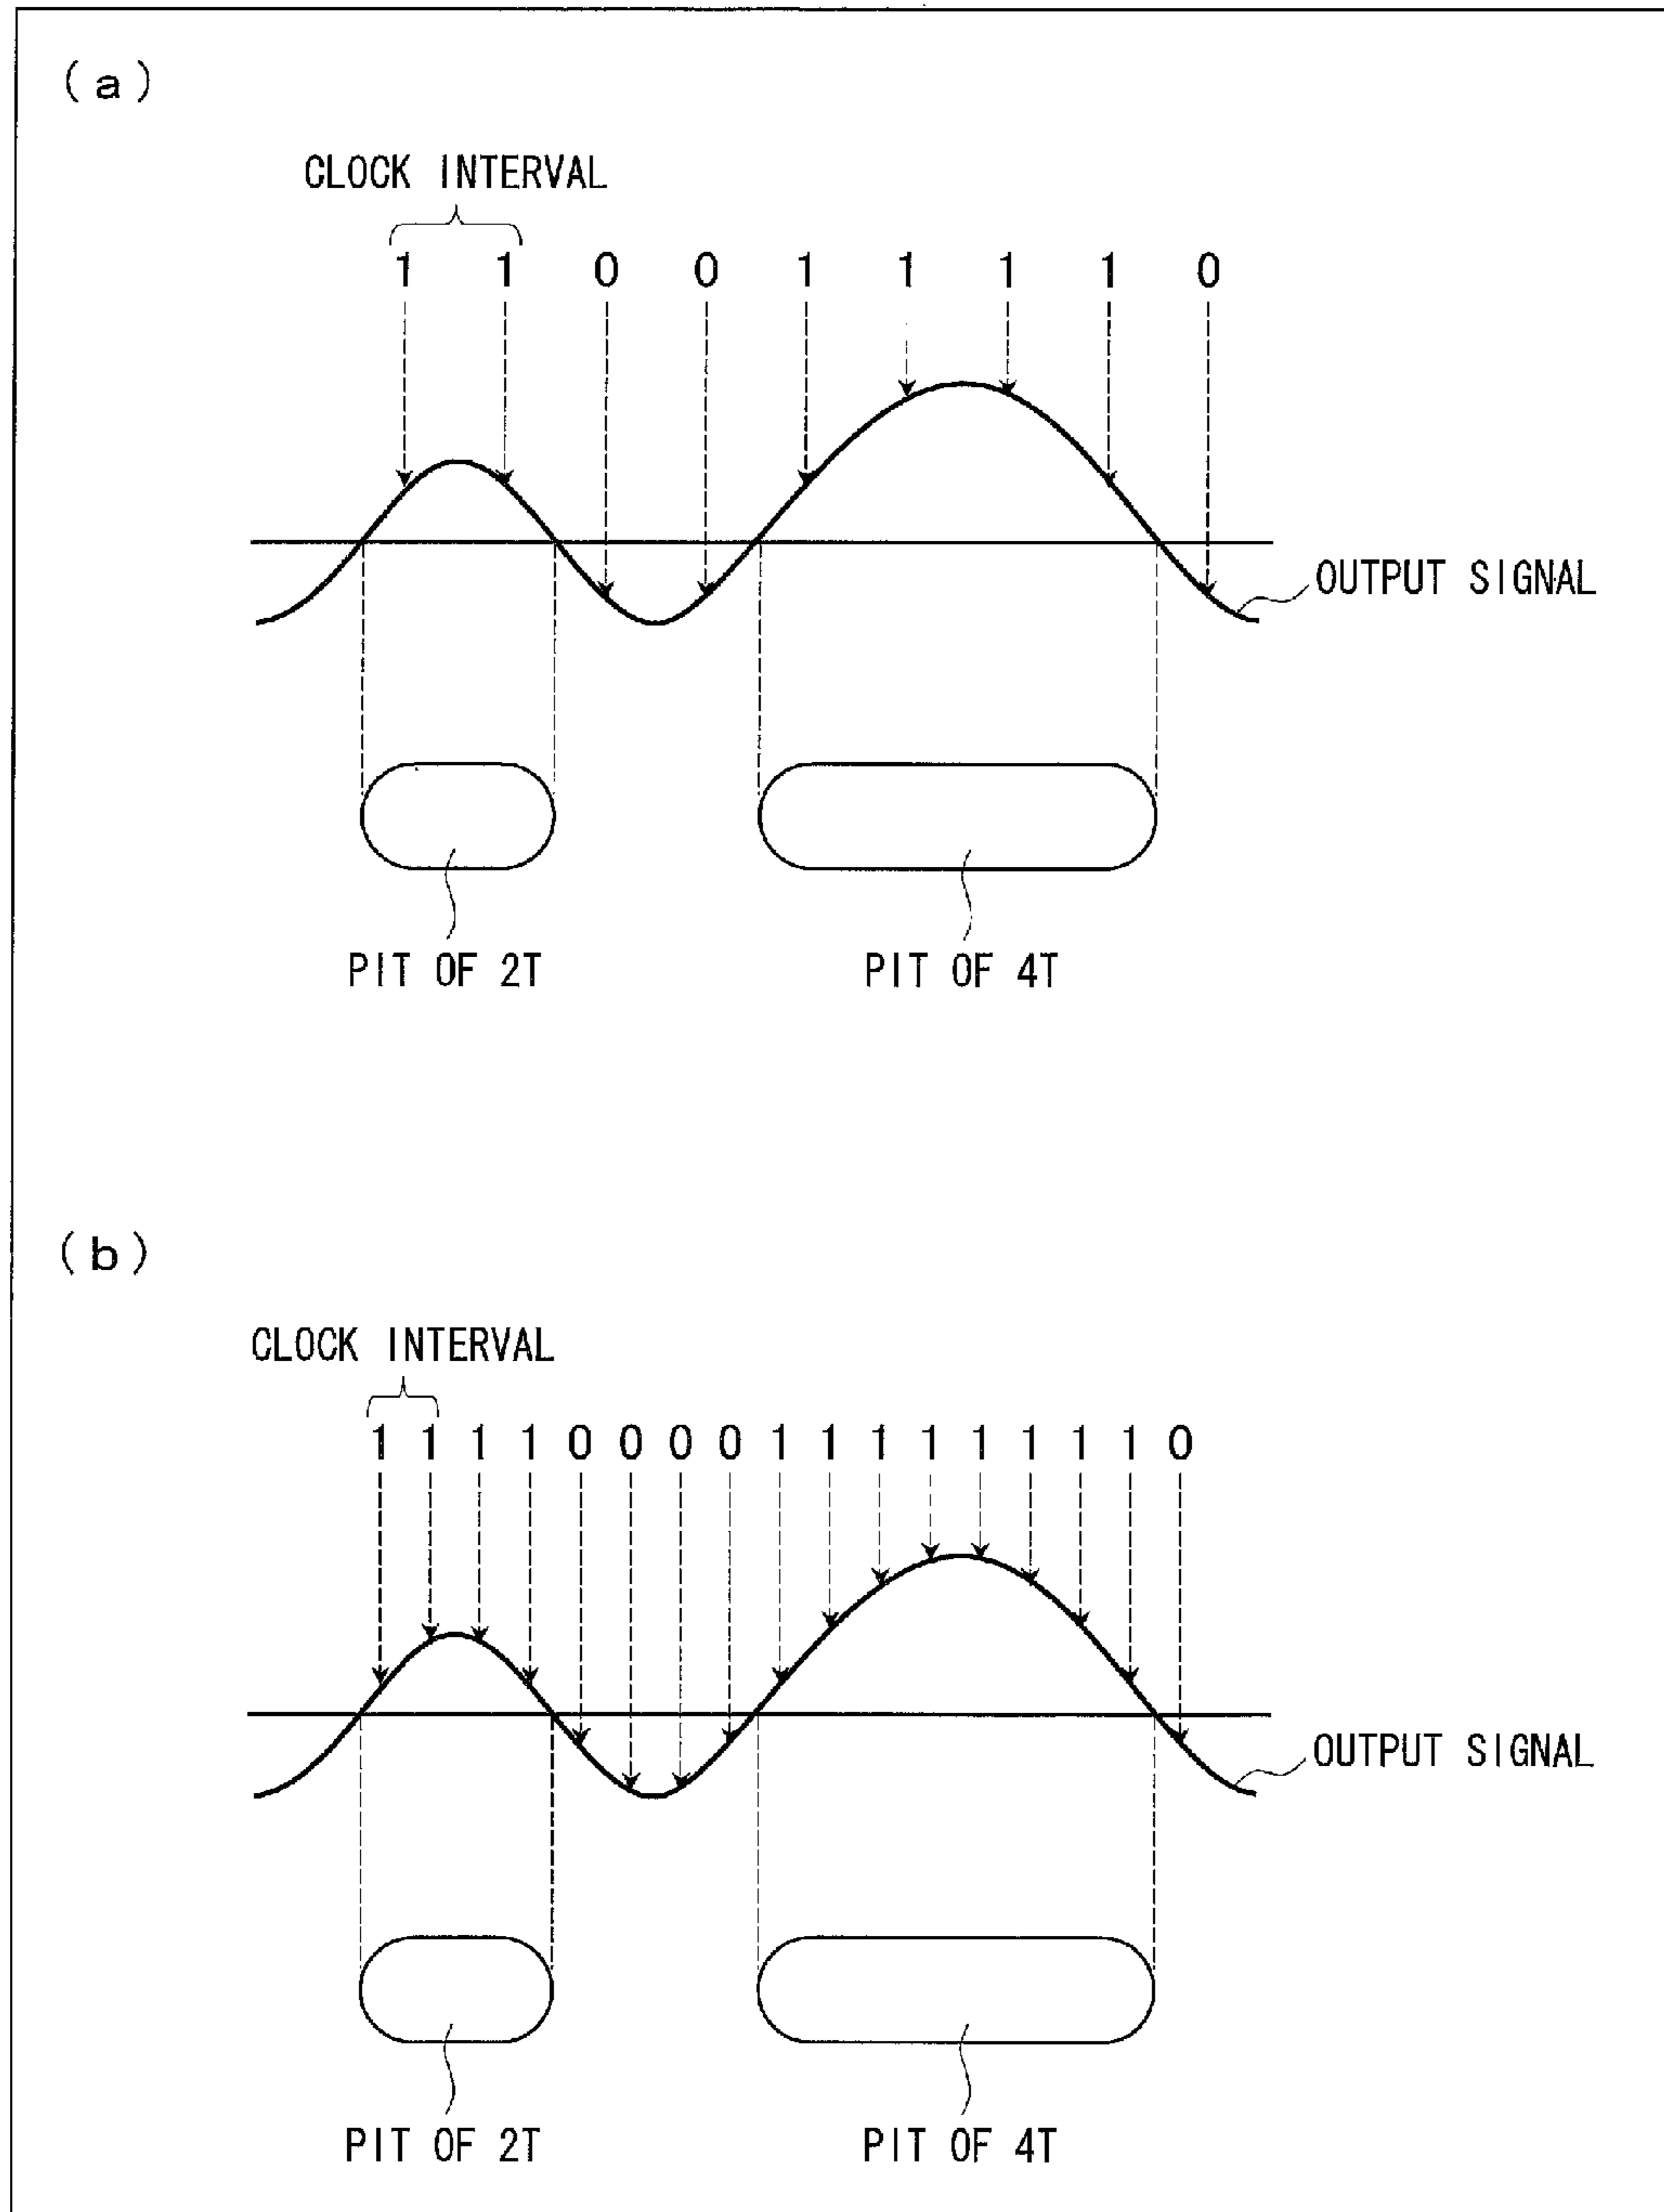 (a)
CLOCK INTERVAL
1 1 0 0 1 1 1 1 0
OUTPUT SIGNAL
PIT OF 2T PIT OF 4T
(b)
CLOCK INTERVAL
1 1 1 1 0 0 0 0 1 1 1 1 1 1 1 1 0
OUTPUT SIGNAL
PIT OF 2T PIT OF 4T